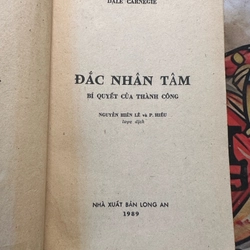 DALE CARNEGIE
ĐẮC NHÂN TÂM
BÍ QUYẾT CỦA THÀNH CÔNG
NGUYỄN HIẾN LÊ và P. HIẾU
lược dịch
NHÀ XUẤT BẢN LONG AN
1989